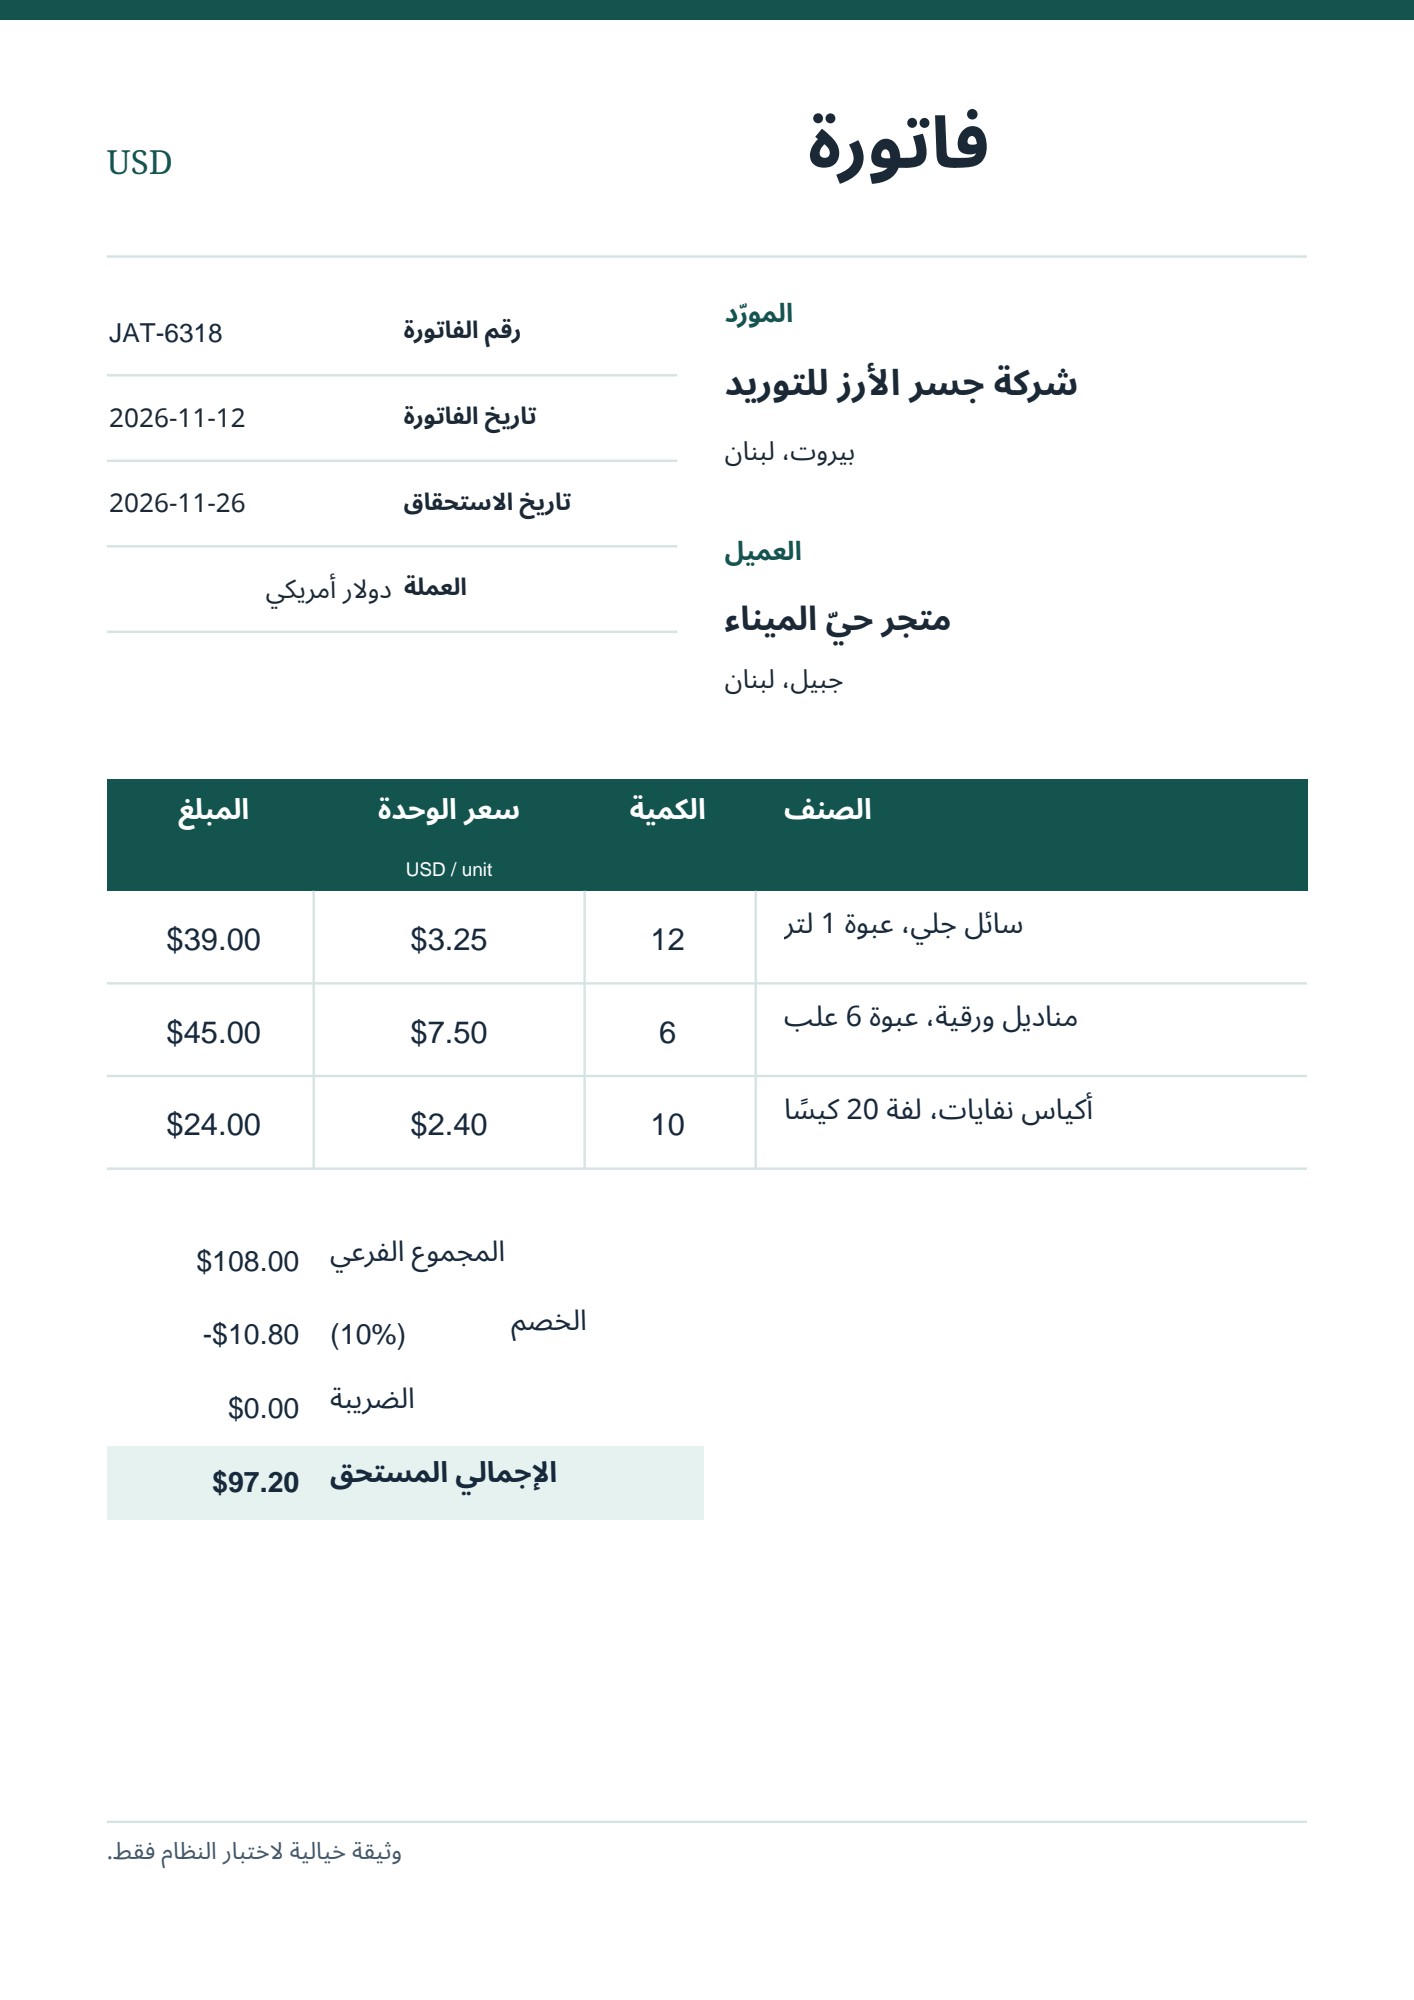 فاتورة
USD
المورّد
شركة جسر الأرز للتوريد
بيروت، لبنان
العميل
متجر حيّ الميناء
جبيل، لبنان
رقم الفاتورة JAT-6318
تاريخ الفاتورة 2026-11-12
تاريخ الاستحقاق 2026-11-26
العملة دولار أمريكي
الصنف الكمية سعر الوحدة المبلغ
USD / unit
سائل جلي، عبوة 1 لتر 12 $3.25 $39.00
مناديل ورقية، عبوة 6 علب 6 $7.50 $45.00
أكياس نفايات، لفة 20 كيسًا 10 $2.40 $24.00
المجموع الفرعي $108.00
الخصم (10%) -$10.80
الضريبة $0.00
الإجمالي المستحق $97.20
وثيقة خيالية لاختبار النظام فقط.